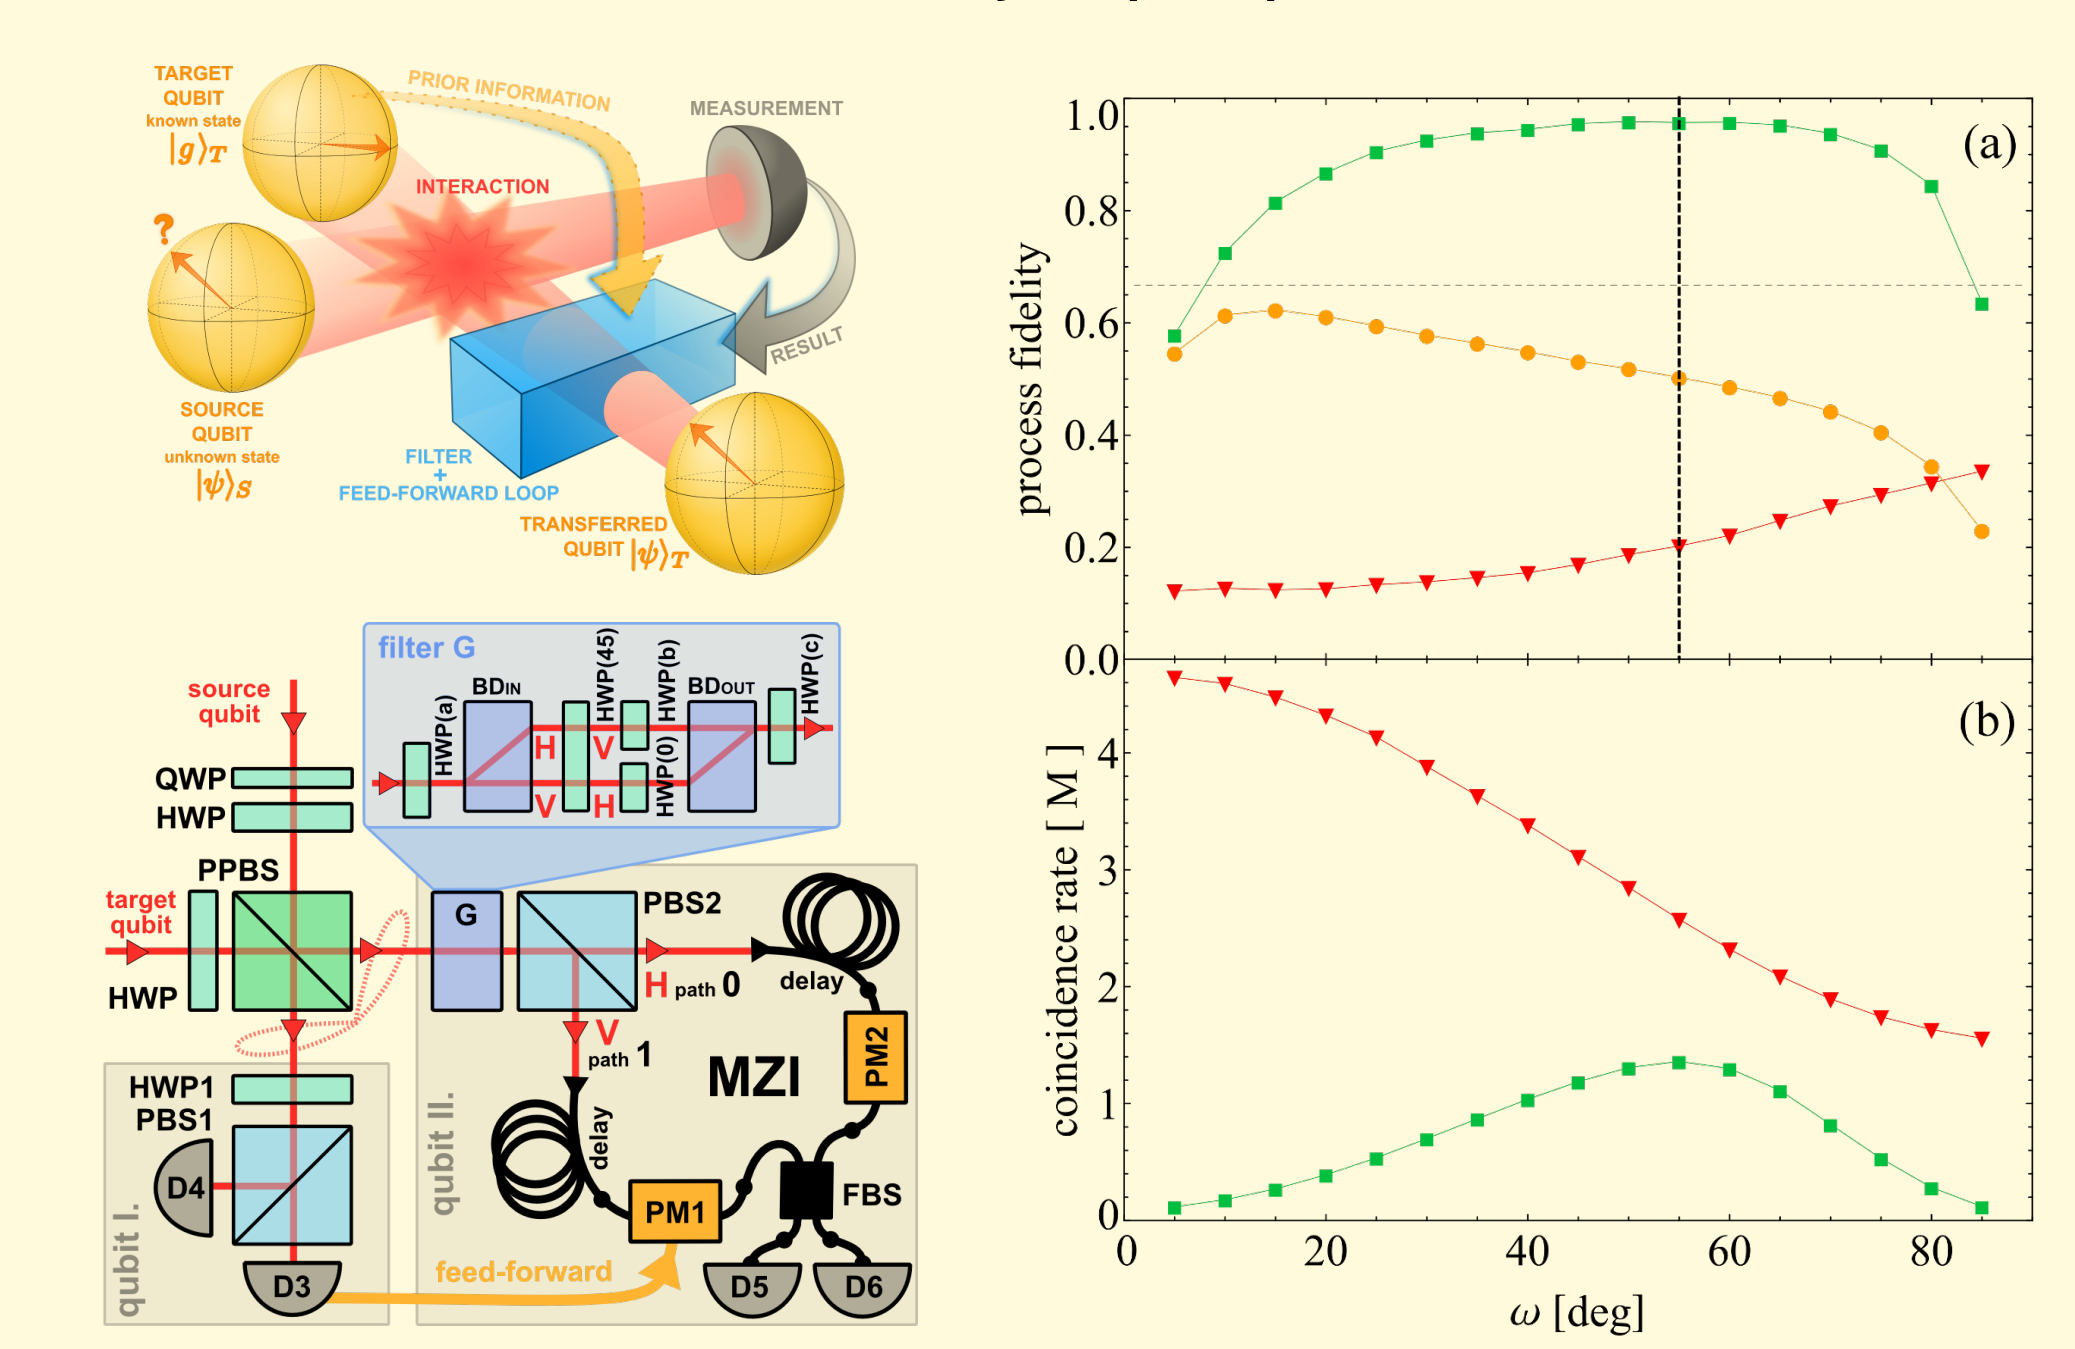 TARGET
QUBIT
known state
|g⟩T
PRIOR INFORMATION
MEASUREMENT
INTERACTION
?
SOURCE
QUBIT
unknown state
|ψ⟩S
RESULT
FILTER
+
FEED-FORWARD LOOP
TRANSFERRED
QUBIT |ψ⟩T
filter G
HWP(a)
BDIN
HWP(45)
HWP(b)
BDOUT
HWP(c)
H
V
V
H
HWP(0)
source
qubit
QWP
HWP
PPBS
target
qubit
HWP
G
PBS2
H path 0
delay
V
path 1
PM2
MZI
delay
PM1
FBS
HWP1
PBS1
D4
D3
qubit I.
qubit II.
feed-forward
D5
D6
(a)
process fidelity
1.0
0.8
0.6
0.4
0.2
0.0
(b)
coincidence rate [ M ]
4
3
2
1
0
0
20
40
60
80
ω [deg]